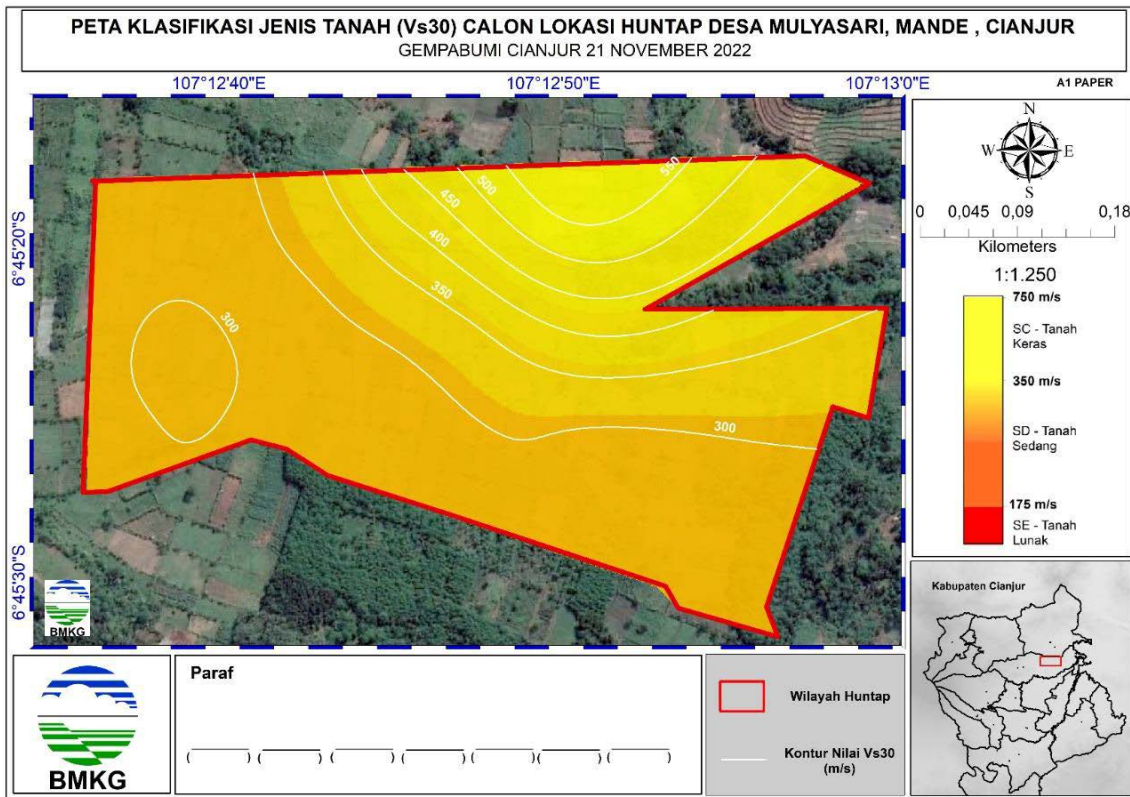 PETA KLASIFIKASI JENIS TANAH (Vs30) CALON LOKASI HUNTAP DESA MULYASARI, MANDE , CIANJUR
GEMPABUMI CIANJUR 21 NOVEMBER 2022
107°12'40"E
107°12'50"E
107°13'0"E
A1 PAPER
6°45'20"S
6°45'30"S
550
500
450
400
350
300
300
BMKG
N
W
E
S
0
0,045
0,09
0,18
Kilometers
1:1.250
750 m/s
SC - Tanah
Keras
350 m/s
SD - Tanah
Sedang
175 m/s
SE - Tanah
Lunak
Kabupaten Cianjur
BMKG
Paraf
( ) ( ) ( ) ( ) ( ) ( ) ( )
Wilayah Huntap
Kontur Nilai Vs30
(m/s)